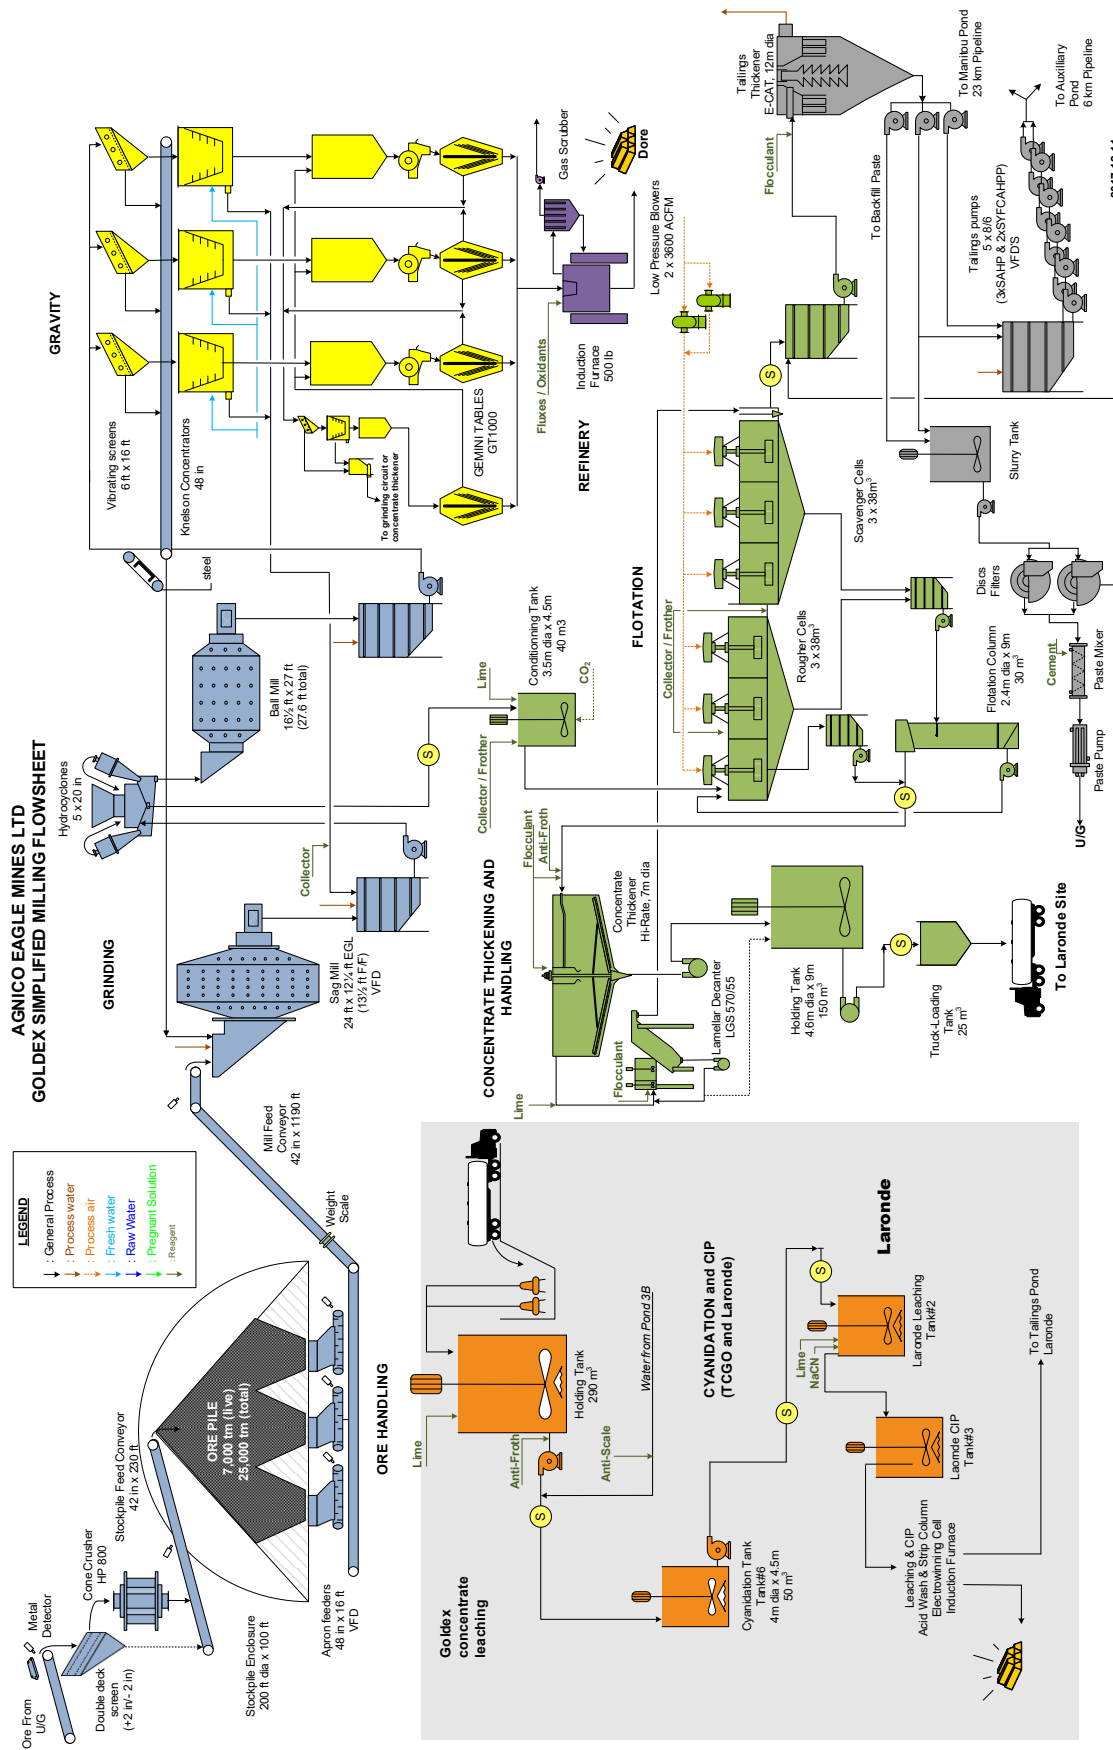 AGNICO EAGLE MINES LTD
GOLDEX SIMPLIFIED MILLING FLOWSHEET
LEGEND
: General Process
: Process water
: Process air
: Fresh water
: Raw Water
: Pregnant Solution
: Reagent
Ore From
U/G
Metal
Detector
Double deck
screen
(+2 in/- 2 in)
Cone Crusher
HP 800
Stockpile Feed Conveyor
42 in x 230 ft
Stockpile Enclosure
200 ft dia x 100 ft
ORE PILE
7,000 tm (live)
25,000 tm (total)
Apron feeders
48 in x 16 ft
VFD
ORE HANDLING
Weight
Scale
Mill Feed
Conveyor
42 in x 1190 ft
GRINDING
Sag Mill
24 ft x 12¼ ft EGL
(13½ ft F/F)
VFD
Collector
Hydrocyclones
5 x 20 in
Ball Mill
16½ ft x 27 ft
(27.6 ft total)
steel
GRAVITY
Vibrating screens
6 ft x 16 ft
Knelson Concentrators
48 in
To grinding circuit or
concentrate thickener
GEMINI TABLES
GT1000
REFINERY
Fluxes / Oxidants
Induction
Furnace
500 lb
Gas Scrubber
Dore
Low Pressure Blowers
2 x 3600 ACFM
Conditionning Tank
3.5m dia x 4.5m
40 m3
Lime
Collector / Frother
CO2
S
FLOTATION
Collector / Frother
Rougher Cells
3 x 38m³
Scavenger Cells
3 x 38m³
S
Flotation Column
2.4m dia x 9m
30 m³
S
CONCENTRATE THICKENING AND
HANDLING
Flocculant
Anti-Froth
Concentrate
Thickener
Hi-Rate, 7m dia
Lime
Flocculant
Lamellar Decanter
LGS 570/55
Holding Tank
4.6m dia x 9m
150 m³
S
Truck-Loading
Tank
25 m³
To Laronde Site
Flocculant
Tailings
Thickener
E-CAT, 12m dia
To Backfill Paste
To Manitou Pond
23 km Pipeline
Tailings pumps
5 x 8/6
(3xSAHP & 2xSYFCAHPP)
VFD'S
To Auxilliary
Pond
6 km Pipeline
Slurry Tank
Discs
Filters
Cement
Paste Mixer
Paste Pump
U/G
Goldex
concentrate
leaching
Lime
Holding Tank
290 m³
Anti-Froth
S
Anti-Scale
Water from Pond 3B
Cyanidation Tank
Tank#6
4m dia x 4.5m
50 m³
CYANIDATION and CIP
(TCGO and Laronde)
S
S
Lime
NaCN
Laronde Leaching
Tank#2
Laornde CIP
Tank#3
Laronde
Leaching & CIP
Acid Wash & Strip Column
Electrowinning Cell
Induction Furnace
To Tailings Pond
Laronde